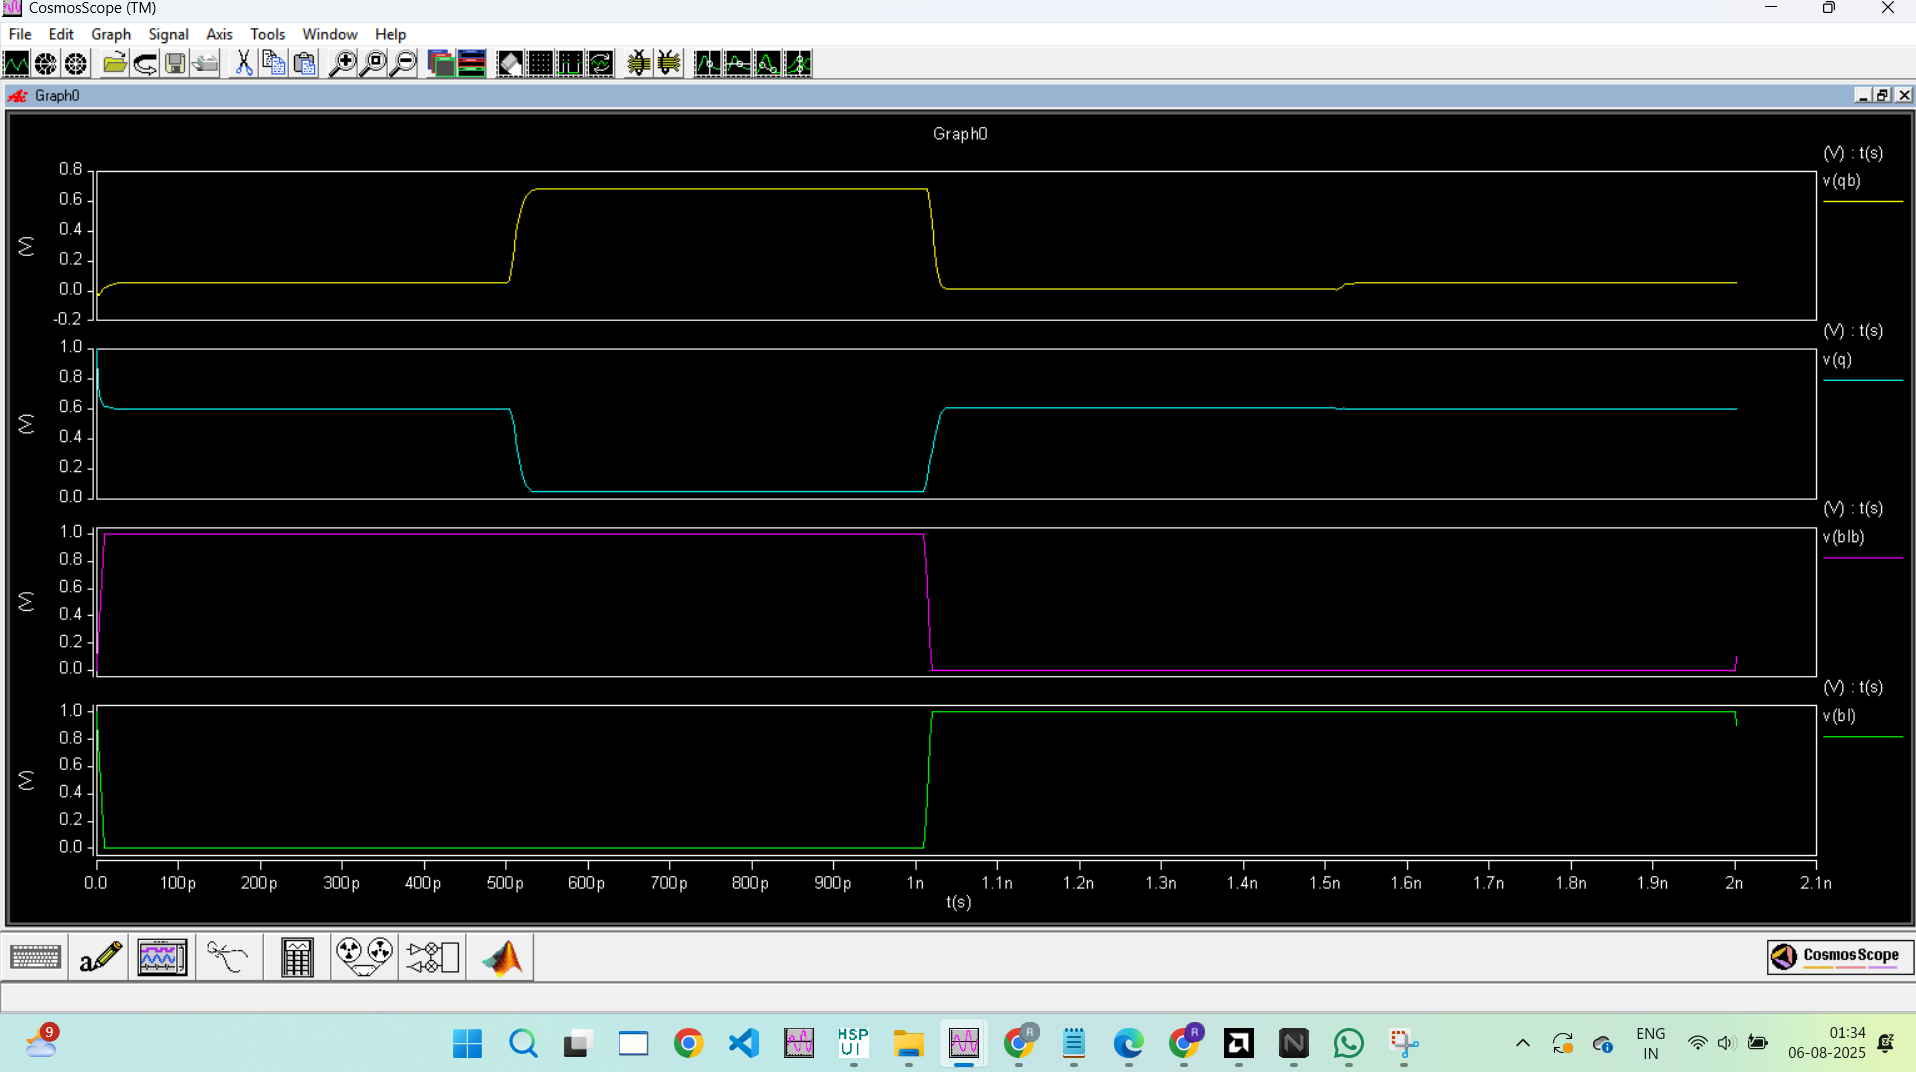 CosmosScope (TM)
File Edit Graph Signal Axis Tools Window Help
Graph0
Graph0
(V) : t(s)
v(qb)
0.8
0.6
0.4
0.2
0.0
-0.2
(V)
(V) : t(s)
v(q)
1.0
0.8
0.6
0.4
0.2
0.0
(V)
(V) : t(s)
v(blb)
1.0
0.8
0.6
0.4
0.2
0.0
(V)
(V) : t(s)
v(bl)
1.0
0.8
0.6
0.4
0.2
0.0
(V)
0.0 100p 200p 300p 400p 500p 600p 700p 800p 900p 1n 1.1n 1.2n 1.3n 1.4n 1.5n 1.6n 1.7n 1.8n 1.9n 2n 2.1n
t(s)
a
CosmosScope
9
HSP
UI
R
R
N
ENG
IN
01:34
06-08-2025